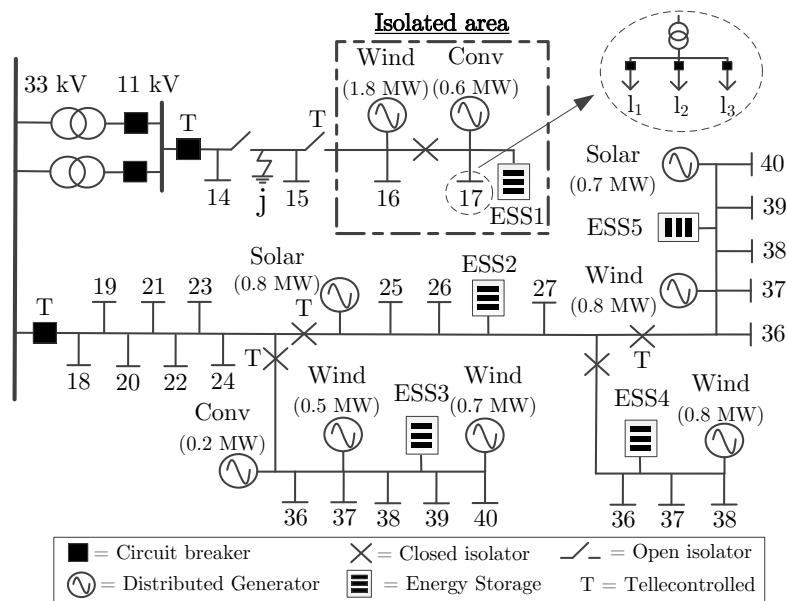 Isolated area
33 kV
11 kV
T
T
Wind
(1.8 MW)
Conv
(0.6 MW)
l1
l2
l3
14
j
15
16
17
ESS1
Solar
(0.7 MW)
40
39
ESS5
38
Wind
(0.8 MW)
37
36
Solar
(0.8 MW)
T
ESS2
19
21
23
25
26
27
T
18
20
22
24
T
T
Conv
(0.2 MW)
Wind
(0.5 MW)
ESS3
Wind
(0.7 MW)
36
37
38
39
40
ESS4
Wind
(0.8 MW)
36
37
38
= Circuit breaker
= Closed isolator
= Open isolator
= Distributed Generator
= Energy Storage
T = Tellecontrolled